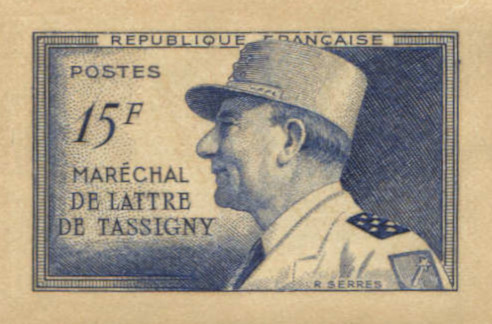 REPUBLIQUE FRANÇAISE
POSTES
15F
MARÉCHAL
DE LATTRE
DE TASSIGNY
R SERRES